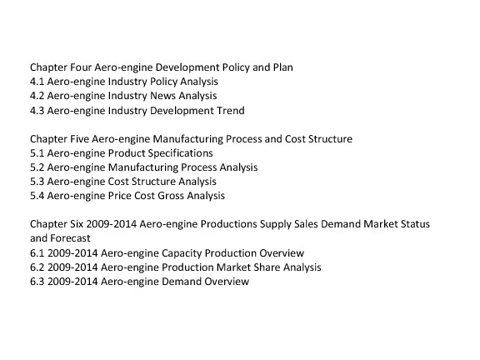 Chapter Four Aero-engine Development Policy and Plan
4.1 Aero-engine Industry Policy Analysis
4.2 Aero-engine Industry News Analysis
4.3 Aero-engine Industry Development Trend
Chapter Five Aero-engine Manufacturing Process and Cost Structure
5.1 Aero-engine Product Specifications
5.2 Aero-engine Manufacturing Process Analysis
5.3 Aero-engine Cost Structure Analysis
5.4 Aero-engine Price Cost Gross Analysis
Chapter Six 2009-2014 Aero-engine Productions Supply Sales Demand Market Status
and Forecast
6.1 2009-2014 Aero-engine Capacity Production Overview
6.2 2009-2014 Aero-engine Production Market Share Analysis
6.3 2009-2014 Aero-engine Demand Overview